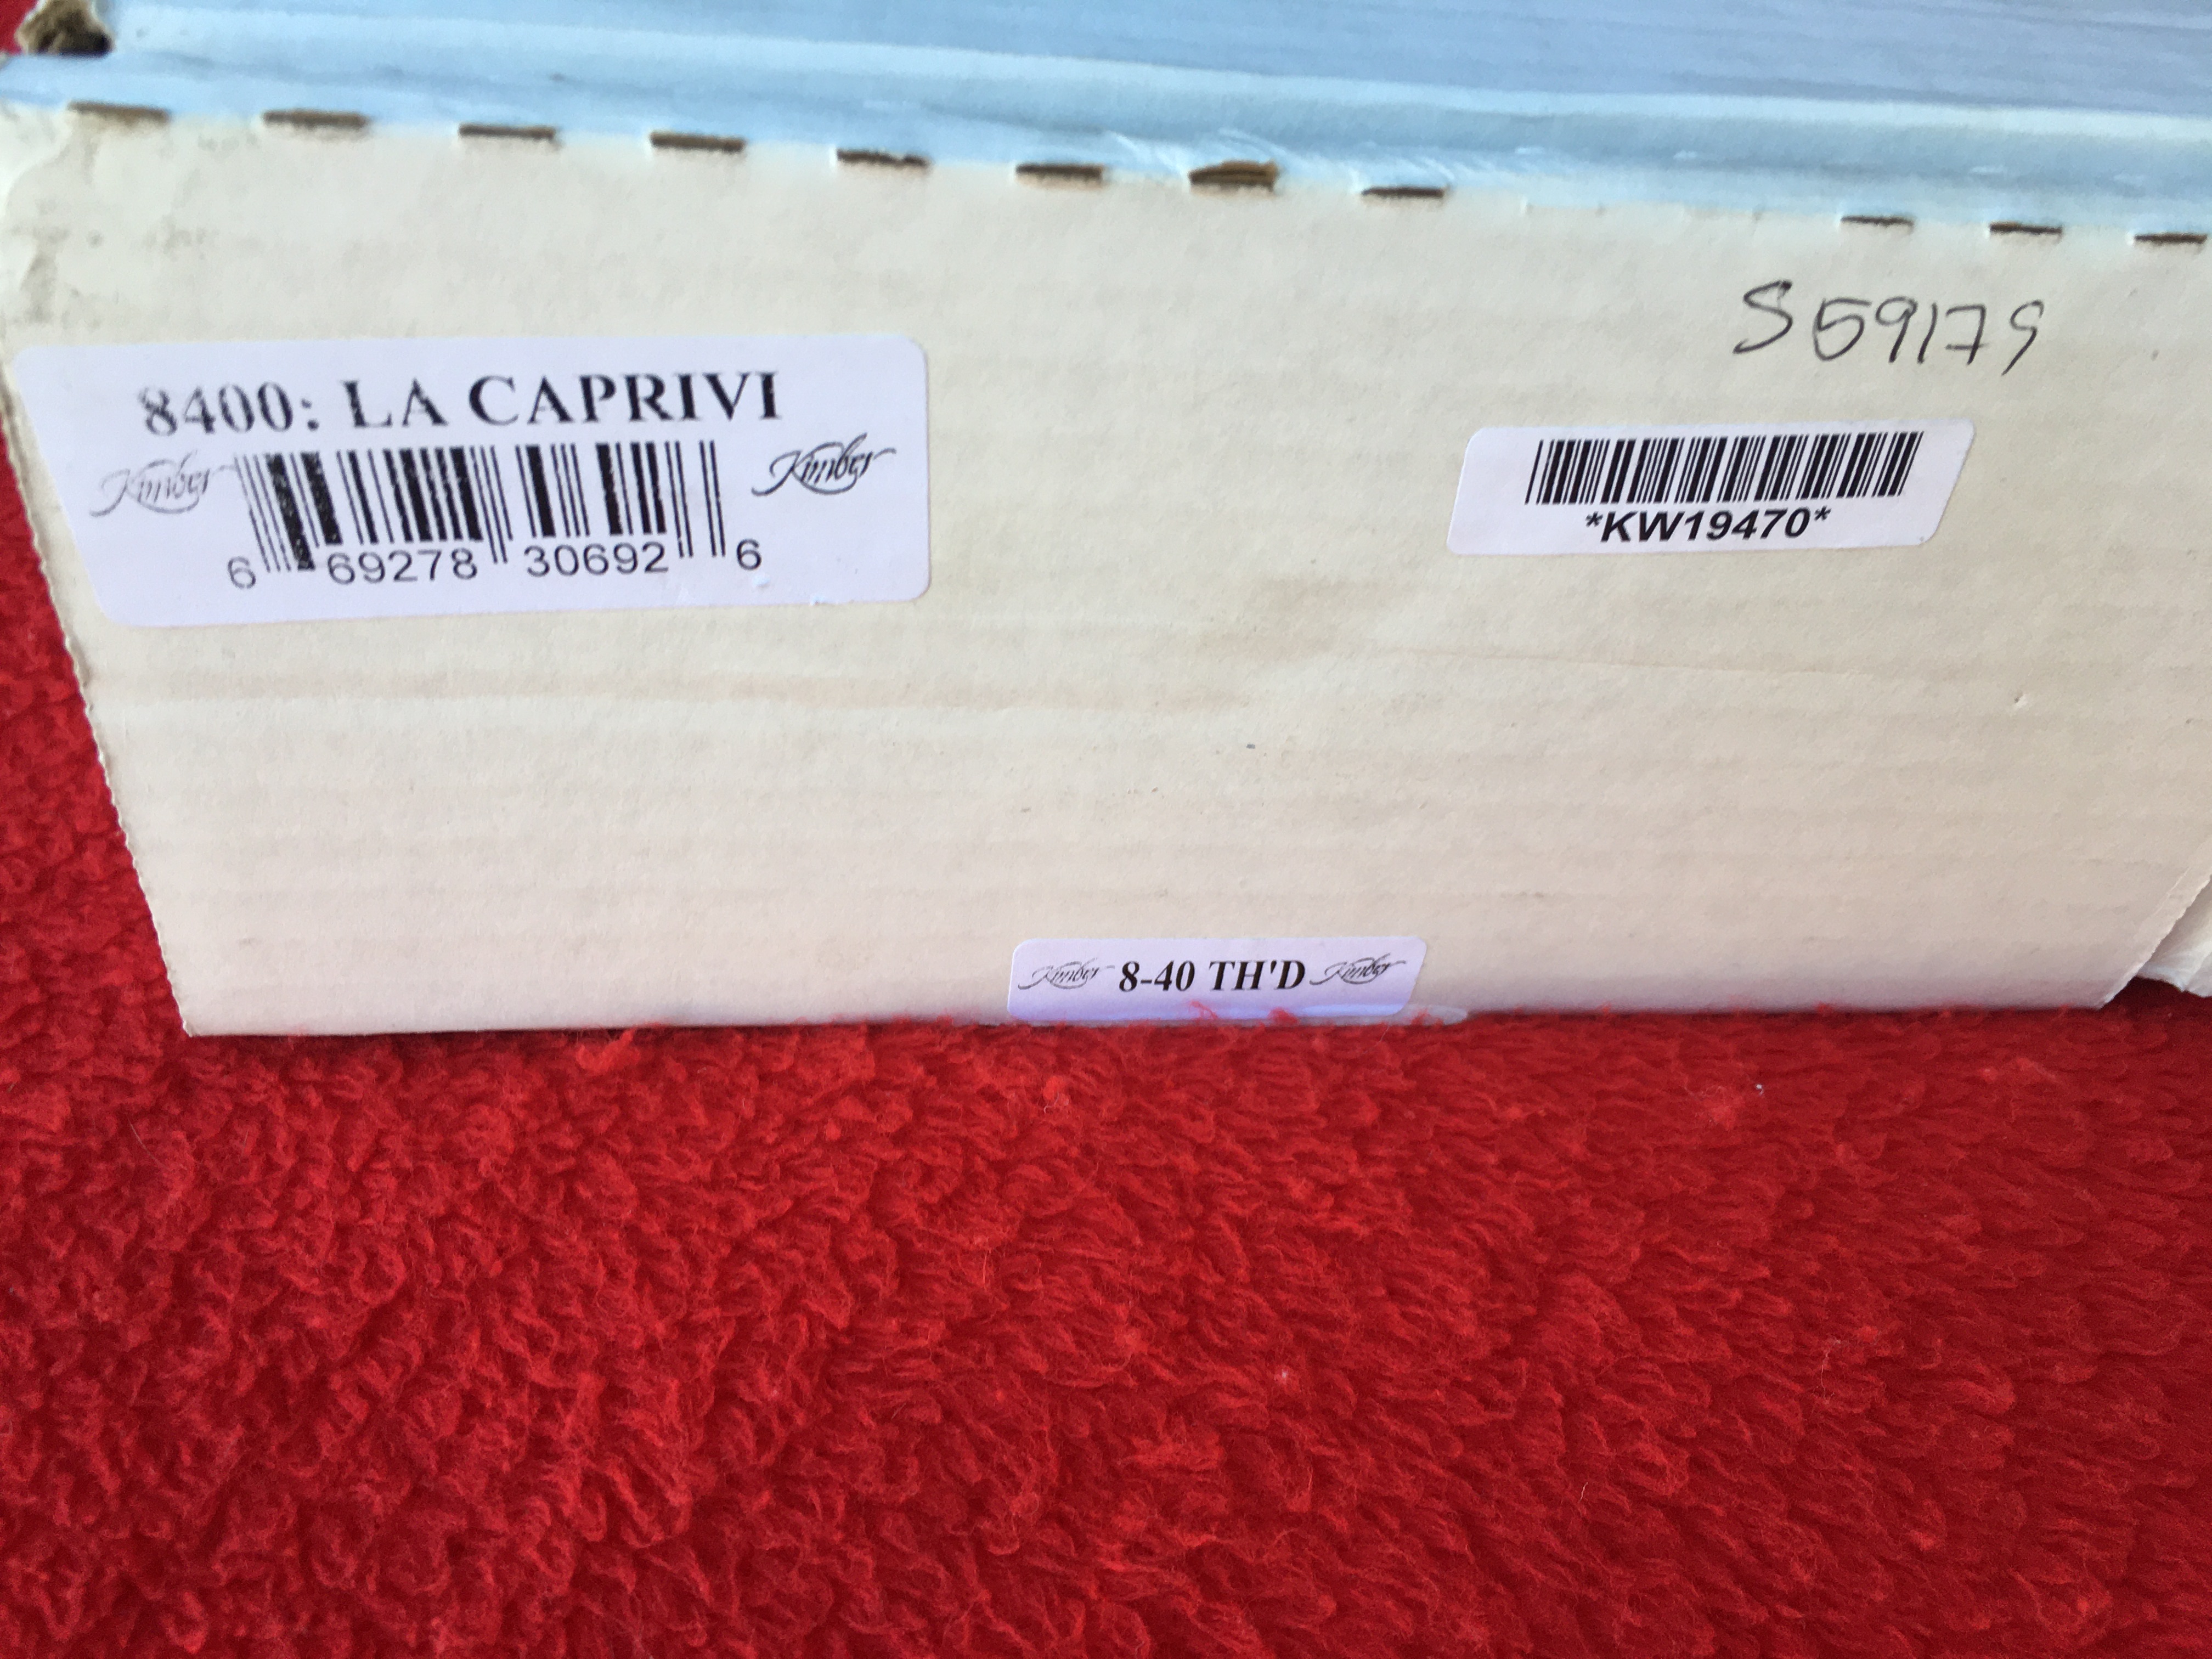 S59179
8400: LA CAPRIVI
Kimber Kimber
6 69278 30692 6
*KW19470*
Kimber 8-40 TH'D Kimber